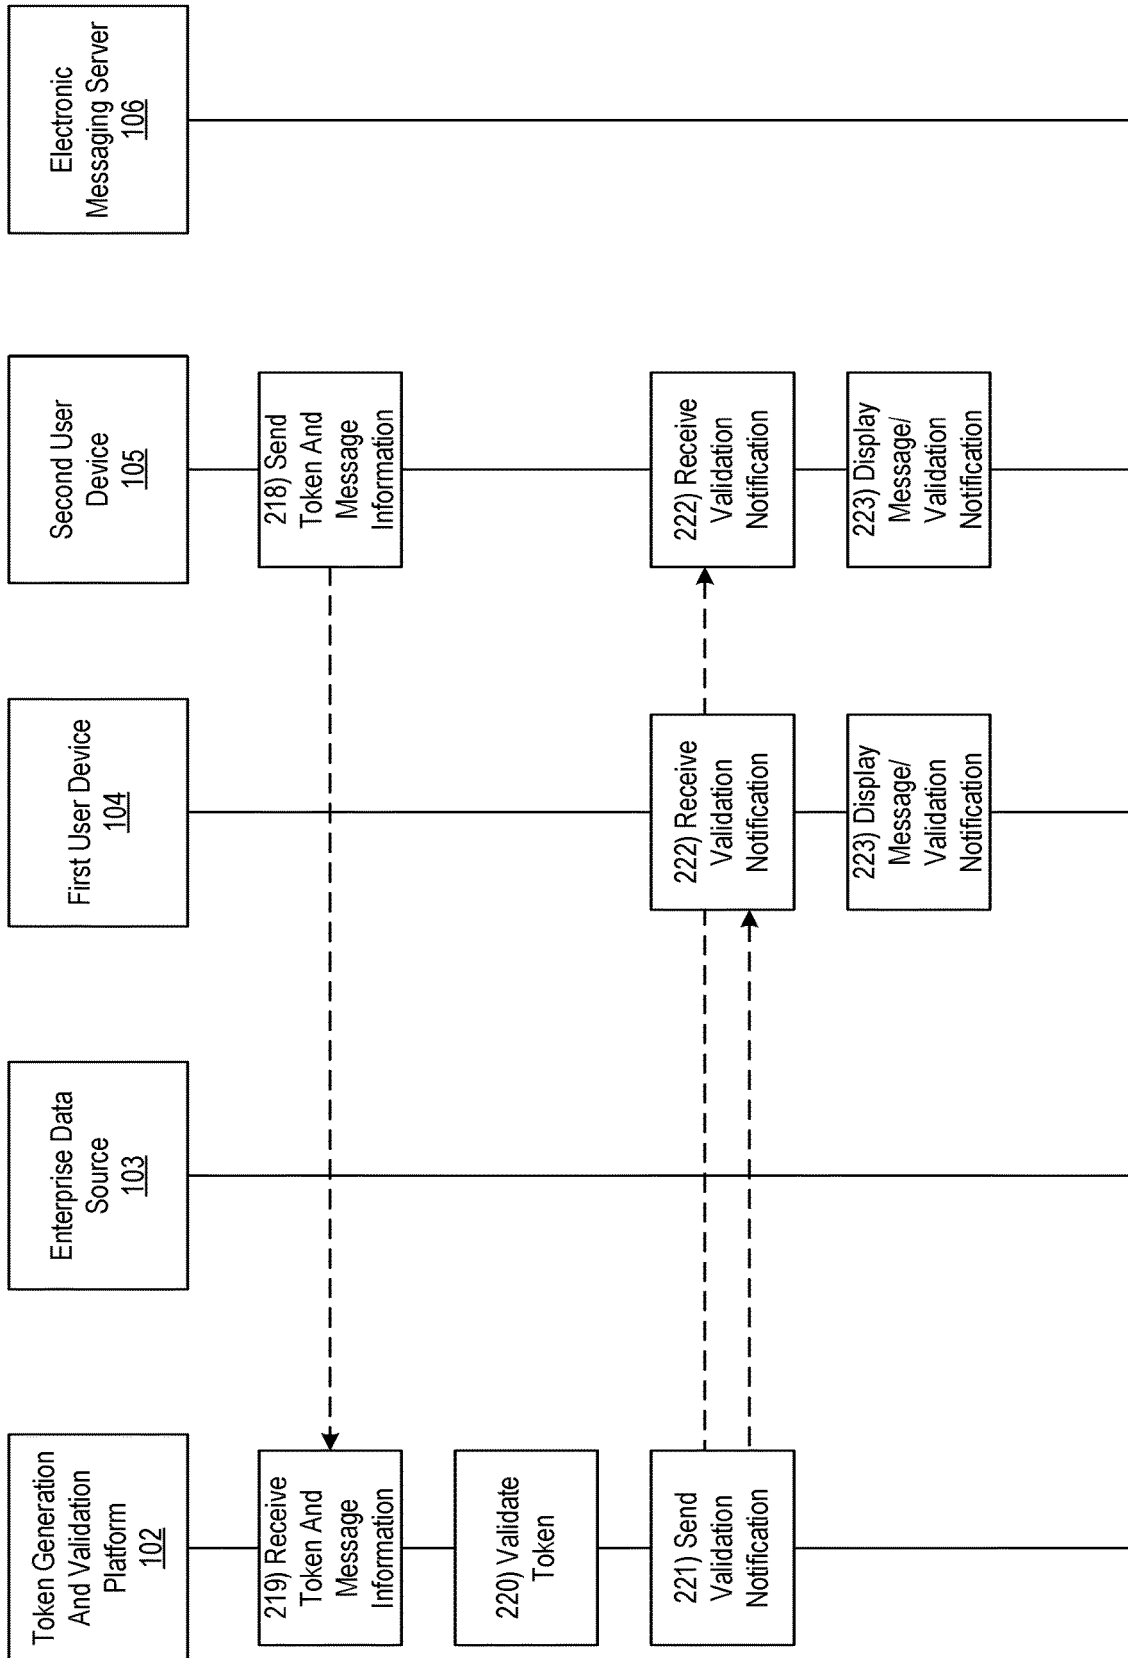 Token Generation
And Validation
Platform
102
Enterprise Data
Source
103
First User Device
104
Second User
Device
105
Electronic
Messaging Server
106
218) Send
Token And
Message
Information
219) Receive
Token And
Message
Information
220) Validate
Token
221) Send
Validation
Notification
222) Receive
Validation
Notification
222) Receive
Validation
Notification
223) Display
Message/
Validation
Notification
223) Display
Message/
Validation
Notification